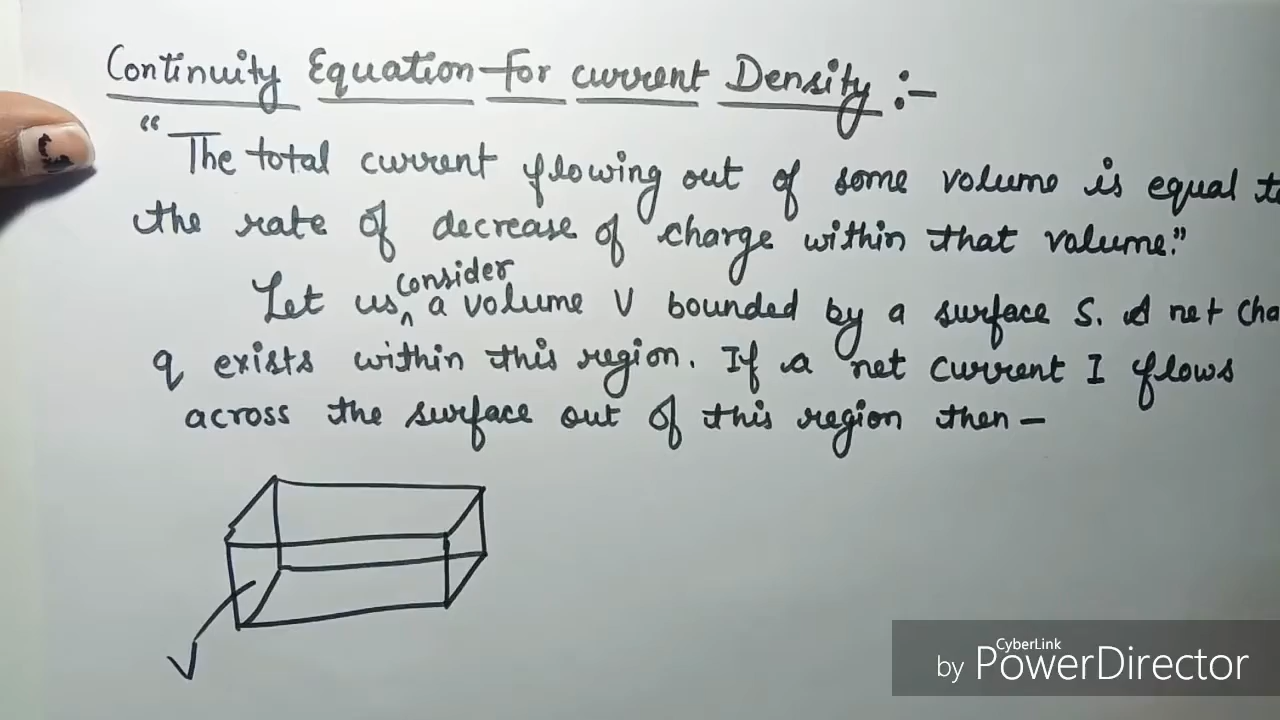 Continuity Equation for current Density :-
“The total current flowing out of some volume is equal to
the rate of decrease of charge within that volume.”
Let us consider a volume V bounded by a surface S. A net cha
q exists within this region. If a net current I flows
across the surface out of this region then –
V
CyberLink
by PowerDirector